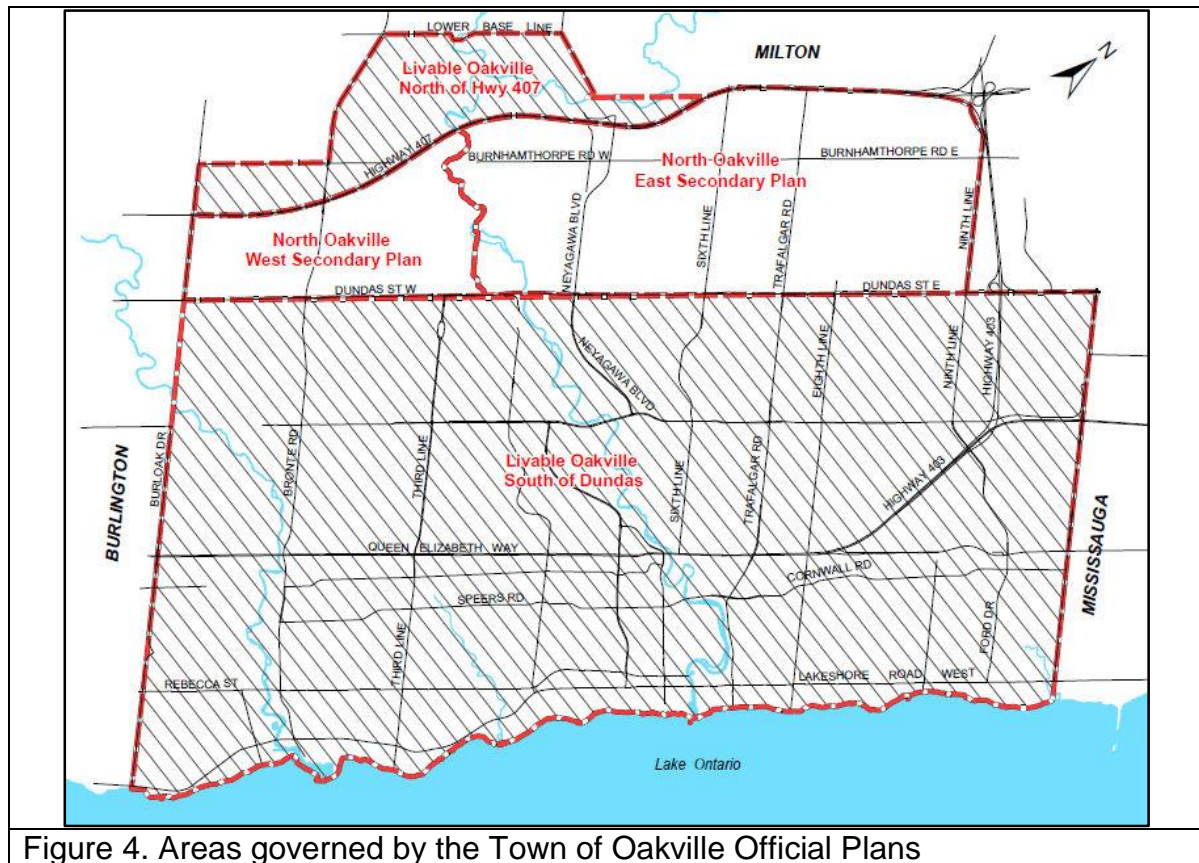 LOWER BASE LINE
MILTON
N
Livable Oakville
North of Hwy 407
HIGHWAY 407
BURNHAMTHORPE RD W
North Oakville
East Secondary Plan
BURNHAMTHORPE RD E
NEYAGAWA BLVD
SIXTH LINE
TRAFALGAR RD
NINTH LINE
North Oakville
West Secondary Plan
DUNDAS ST W
DUNDAS ST E
NEYAGAWA BLVD
EIGHTH LINE
NINTH LINE
HIGHWAY 403
BURLINGTON
BURLOAK DR
BRONTE RD
THIRD LINE
Livable Oakville
South of Dundas
SIXTH LINE
TRAFALGAR RD
HIGHWAY 403
MISSISSAUGA
QUEEN ELIZABETH WAY
CORNWALL RD
SPEERS RD
THIRD LINE
FORD DR
REBECCA ST
LAKESHORE ROAD WEST
Lake Ontario
Figure 4. Areas governed by the Town of Oakville Official Plans